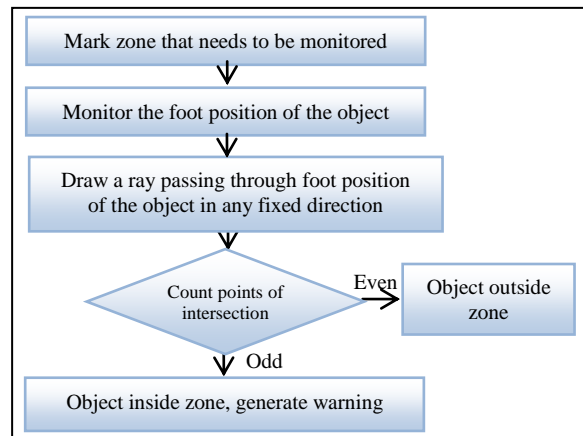 Mark zone that needs to be monitored
Monitor the foot position of the object
Draw a ray passing through foot position
of the object in any fixed direction
Count points of
intersection
Even
Object outside
zone
Odd
Object inside zone, generate warning